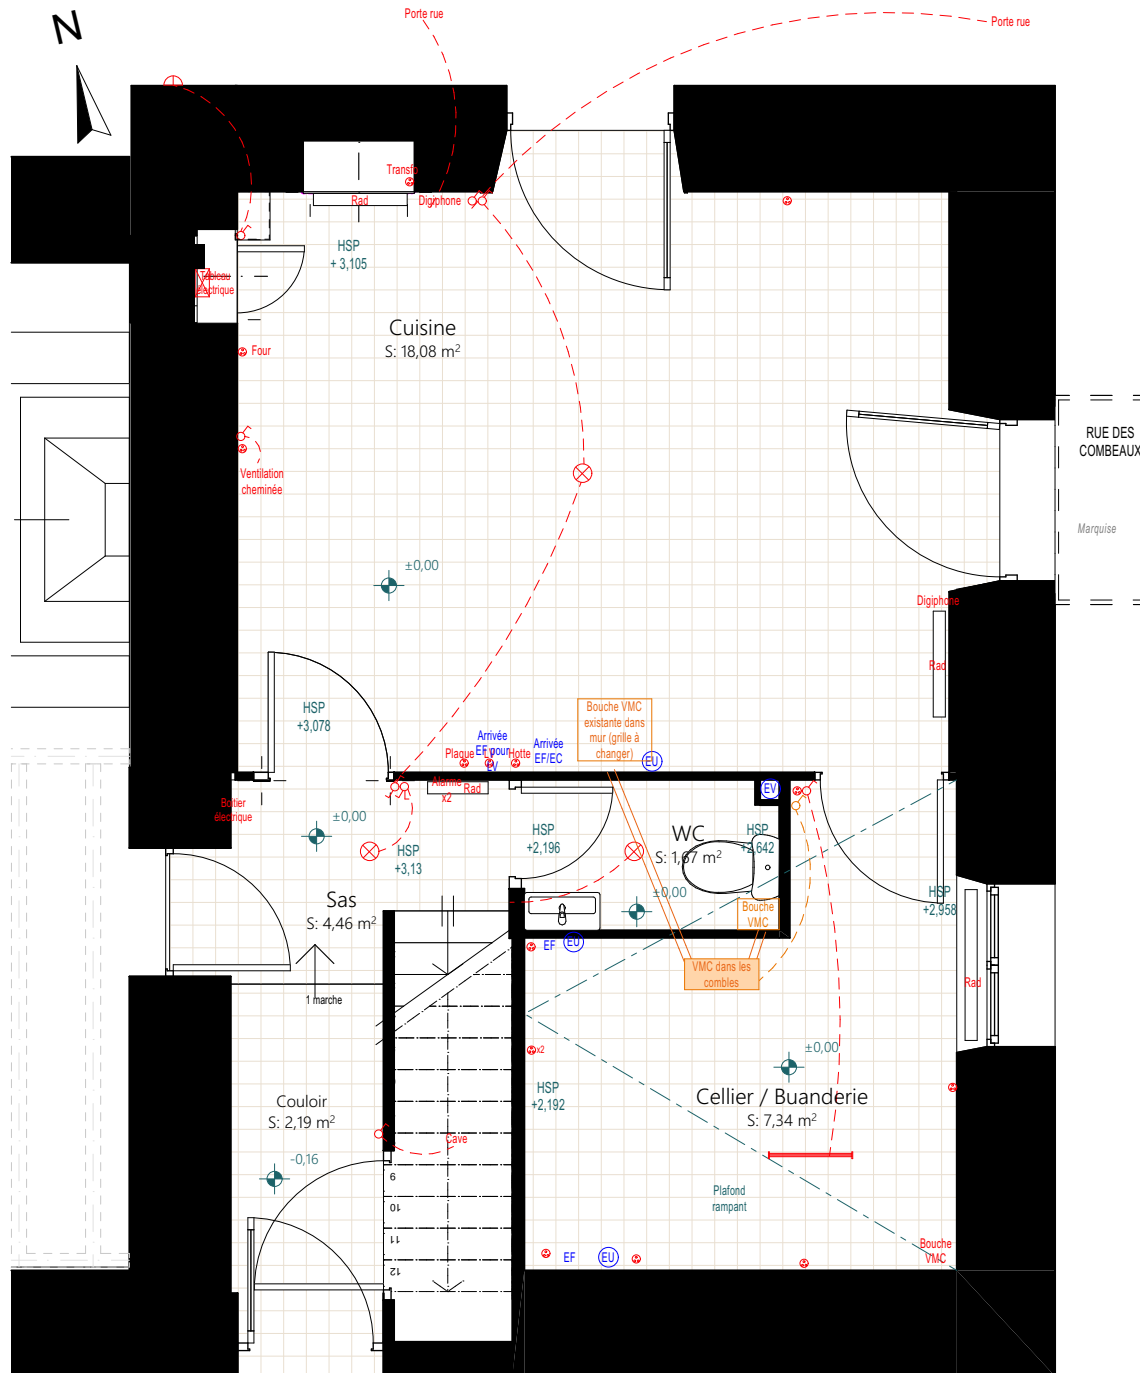 N
Porte rue
Porte rue
Transfo
Rad
Digiphone
HSP
+ 3,105
Tableau
électrique
Cuisine
S: 18,08 m²
Four
RUE DES
COMBEAUX
Ventilation
cheminée
Marquise
±0,00
Digiphone
Rad
HSP
+3,078
Bouche VMC
existante dans
mur (grille à
changer)
Arrivée
EF pour
LV
Plaque
LV
Hotte
Arrivée
EF/EC
EU
Boîtier
électrique
Alarme
x2
Rad
EV
±0,00
HSP
+3,13
HSP
+2,196
WC
S: 1,67 m²
HSP
+2,642
±0,00
HSP
+2,958
Sas
S: 4,46 m²
Bouche
VMC
EF
EU
VMC dans les
combles
Rad
1 marche
x2
±0,00
HSP
+2,192
Cellier / Buanderie
S: 7,34 m²
Couloir
S: 2,19 m²
Cave
-0,16
9
10
11
12
Plafond
rampant
EF
EU
Bouche
VMC